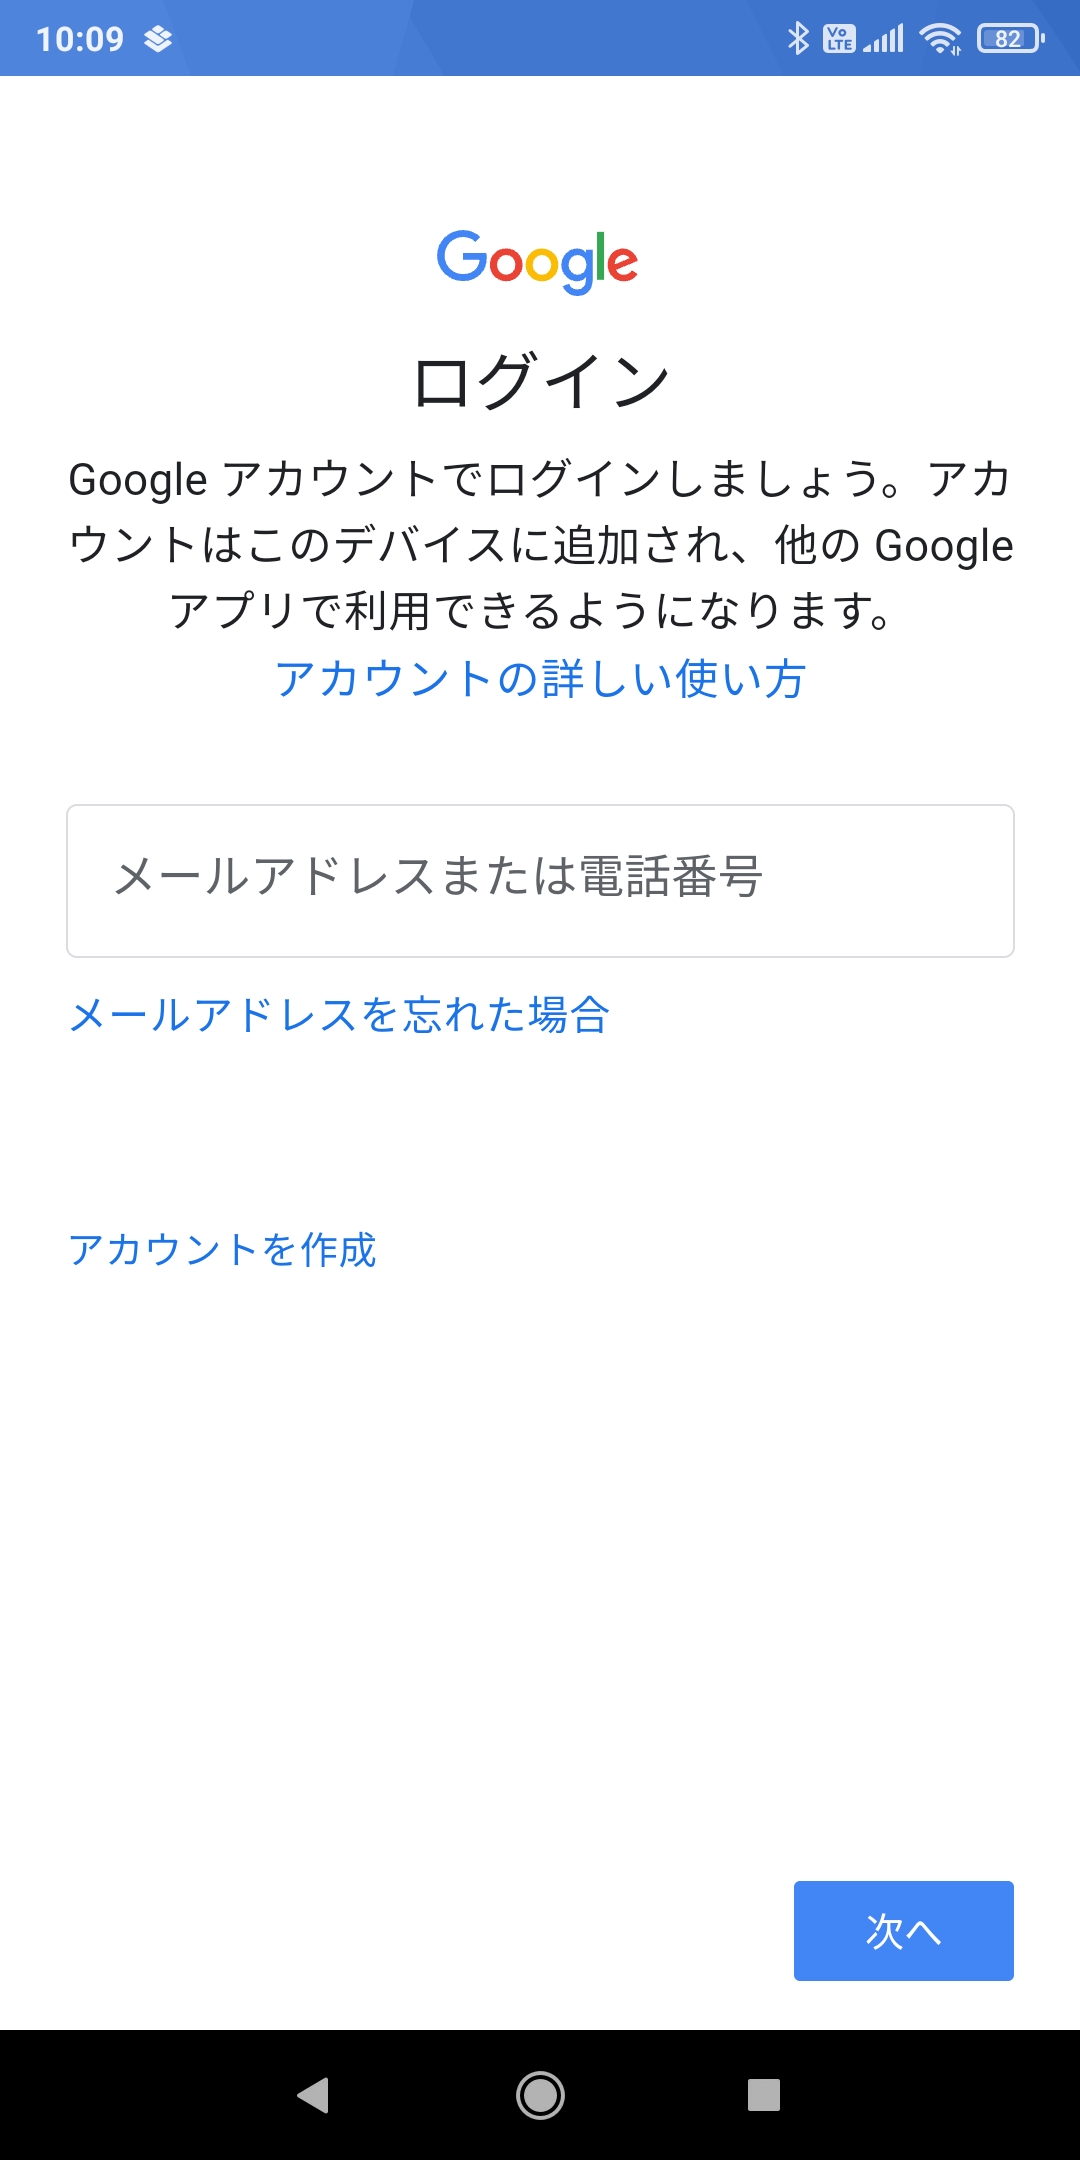 10:09
Vo LTE
82
Google
ログイン
Google アカウントでログインしましょう。アカ
ウントはこのデバイスに追加され、他の Google
アプリで利用できるようになります。
アカウントの詳しい使い方
メールアドレスまたは電話番号
メールアドレスを忘れた場合
アカウントを作成
次へ